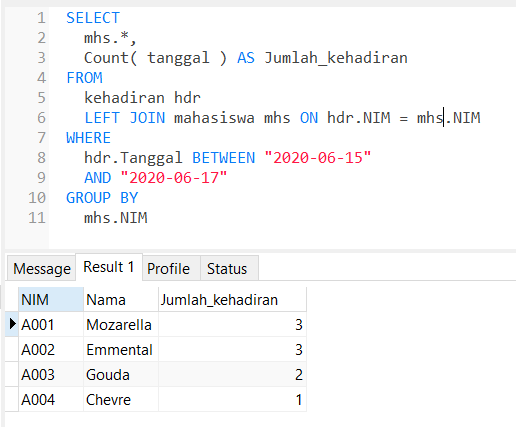 1 SELECT
2 mhs.*,
3 Count( tanggal ) AS Jumlah_kehadiran
4 FROM
5 kehadiran hdr
6 LEFT JOIN mahasiswa mhs ON hdr.NIM = mhs.NIM
7 WHERE
8 hdr.Tanggal BETWEEN "2020-06-15"
9 AND "2020-06-17"
10 GROUP BY
11 mhs.NIM
Message Result 1 Profile Status
NIM Nama Jumlah_kehadiran
A001 Mozarella 3
A002 Emmental 3
A003 Gouda 2
A004 Chevre 1